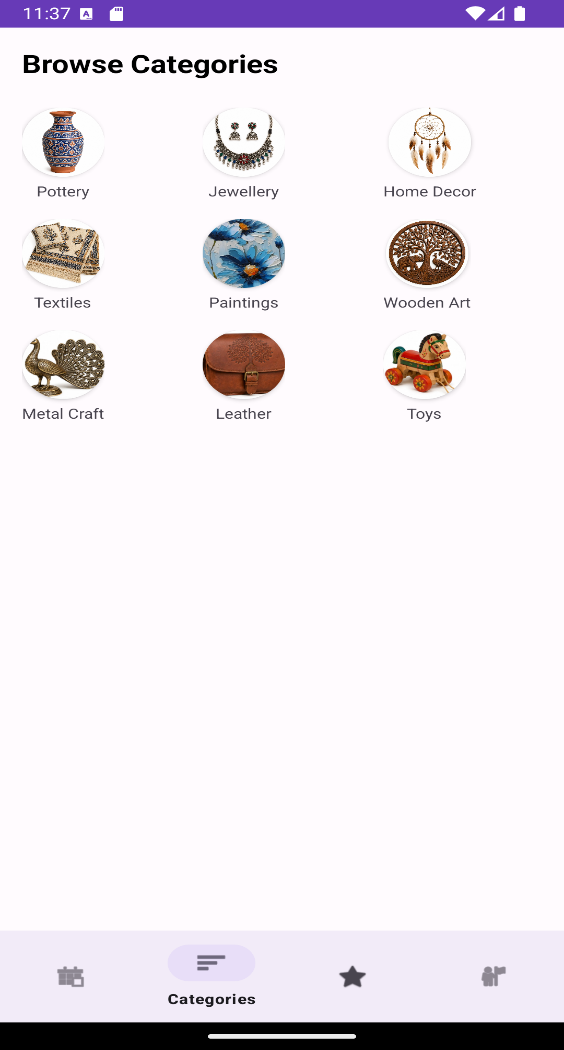 11:37 A
Browse Categories
Pottery Jewellery Home Decor
Textiles Paintings Wooden Art
Metal Craft Leather Toys
Categories